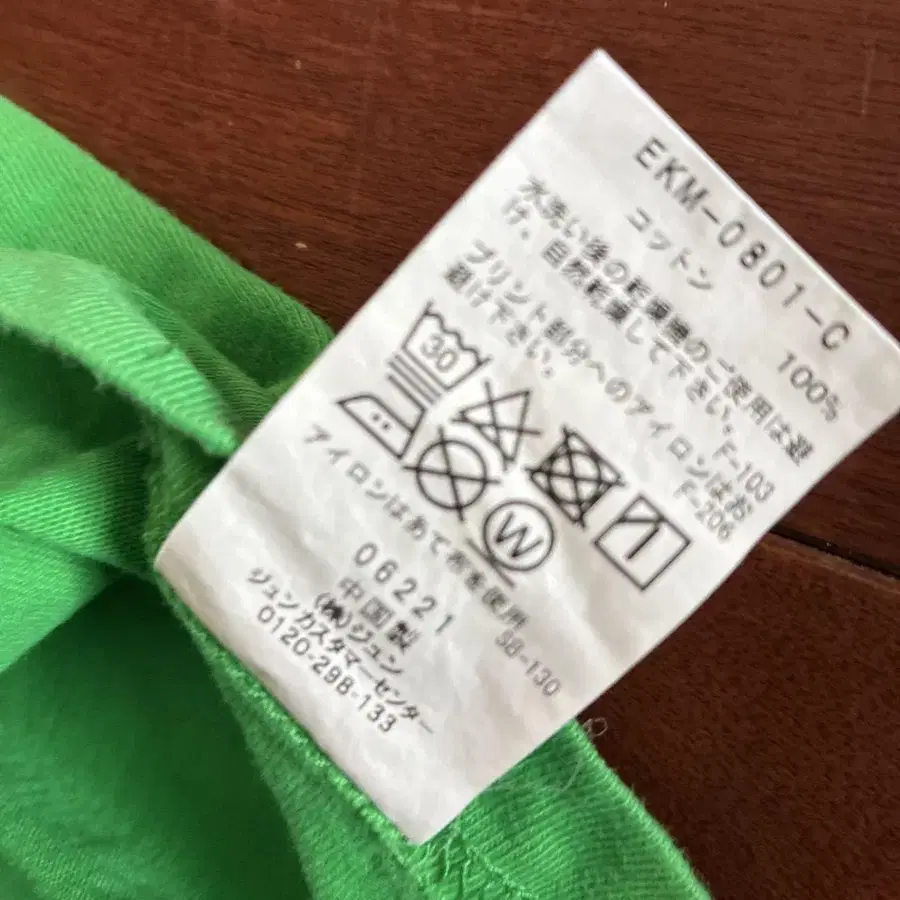 EKM-0801-C
コットン 100%
水洗い後の乾燥機のご使用は避
け、自然乾燥して下さい。F-103
プリント部分へのアイロンはお
避け下さい。 F-206
30
W
アイロンはあて布を使用 SB-130
06221
中国製
(株)ジュン
ジュンカスタマーセンター
0120-298-133